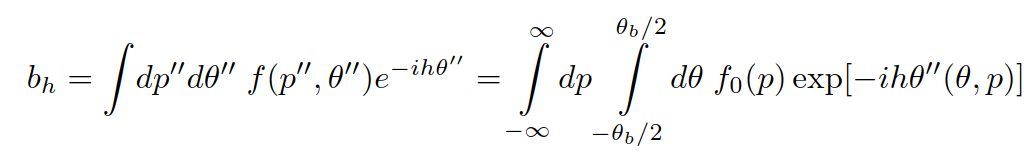 b_h = ∫ dp″dθ″ f(p″, θ″)e^{−ihθ″} = ∫_{−∞}^{∞} dp ∫_{−θ_b/2}^{θ_b/2} dθ f_0(p) exp[−ihθ″(θ, p)]